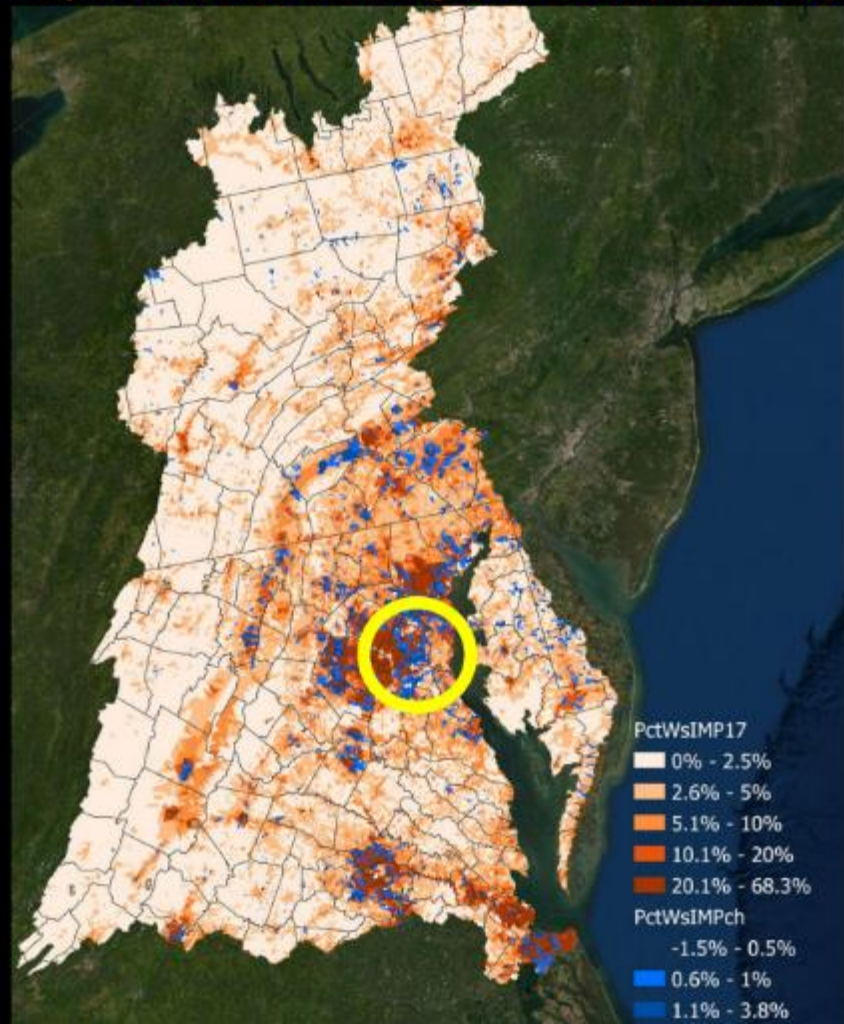 PctWsIMP17
0% - 2.5%
2.6% - 5%
5.1% - 10%
10.1% - 20%
20.1% - 68.3%
PctWsIMPch
-1.5% - 0.5%
0.6% - 1%
1.1% - 3.8%